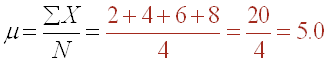 μ = ΣX / N = 2+4+6+8 / 4 = 20 / 4 = 5.0